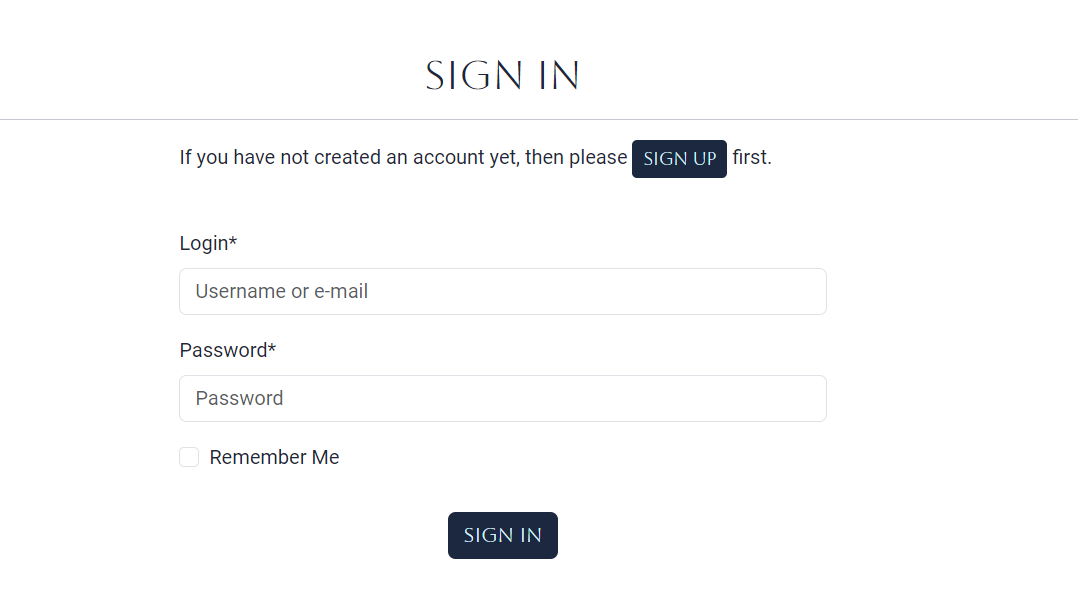 SIGN IN
If you have not created an account yet, then please SIGN UP first.
Login*
Username or e-mail
Password*
Password
Remember Me
SIGN IN